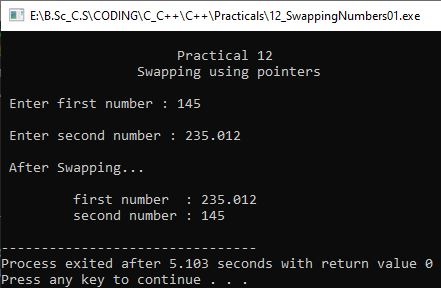 E:\B.Sc_C.S\CODING\C_C++\C++\Practicals\12_SwappingNumbers01.exe
Practical 12
Swapping using pointers
Enter first number : 145
Enter second number : 235.012
After Swapping...
first number  : 235.012
second number : 145
--------------------------------
Process exited after 5.103 seconds with return value 0
Press any key to continue . . .